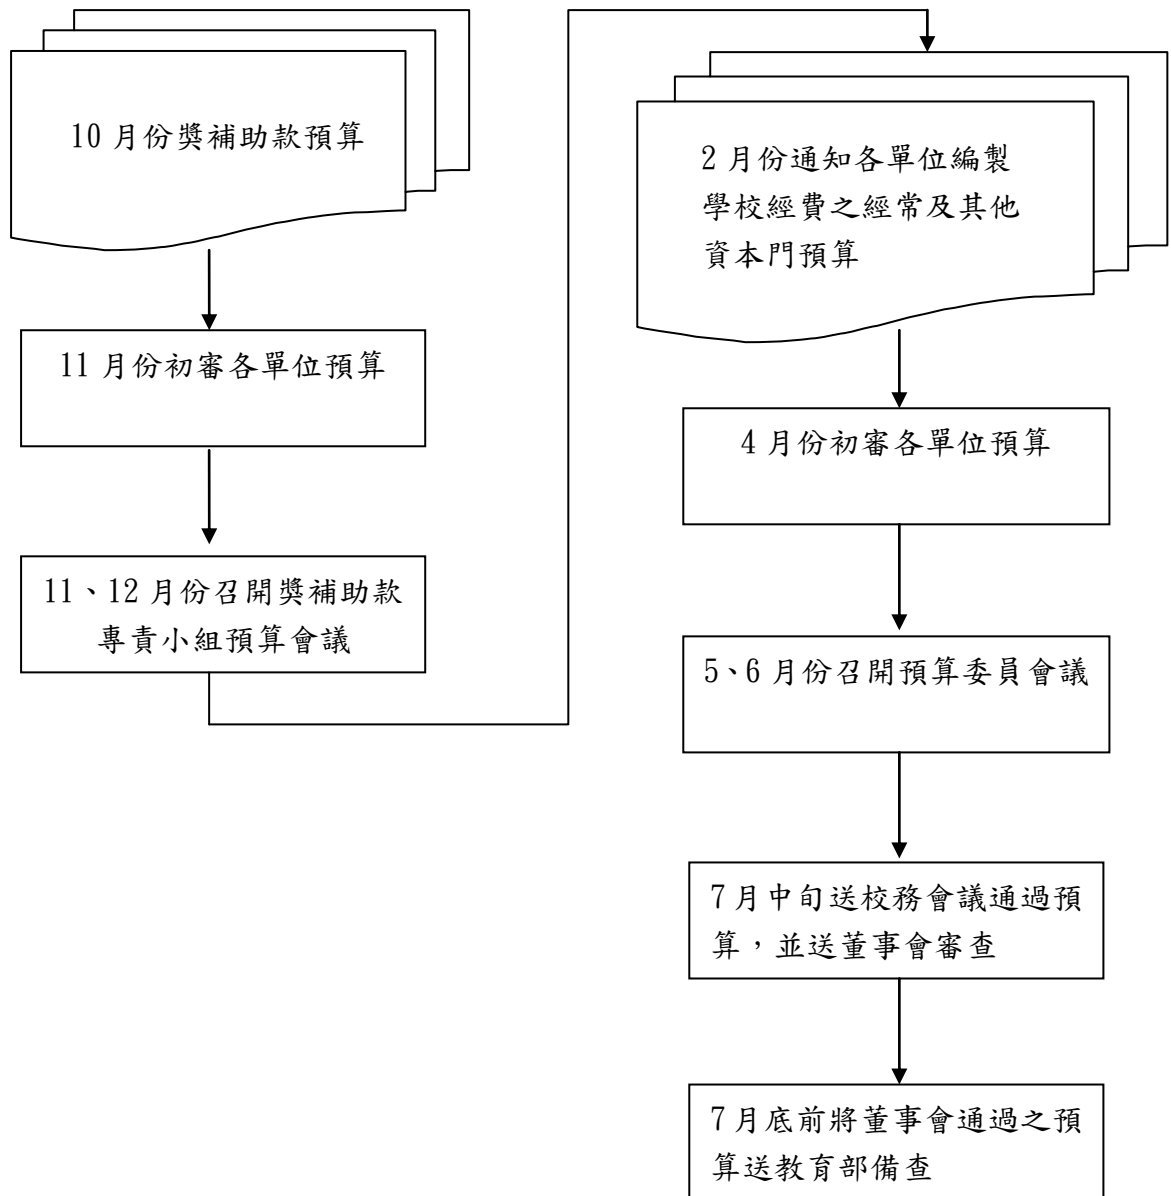 10 月份獎補助款預算
11 月份初審各單位預算
11、12 月份召開獎補助款
專責小組預算會議
2 月份通知各單位編製
學校經費之經常及其他
資本門預算
4 月份初審各單位預算
5、6 月份召開預算委員會議
7 月中旬送校務會議通過預
算，並送董事會審查
7 月底前將董事會通過之預
算送教育部備查